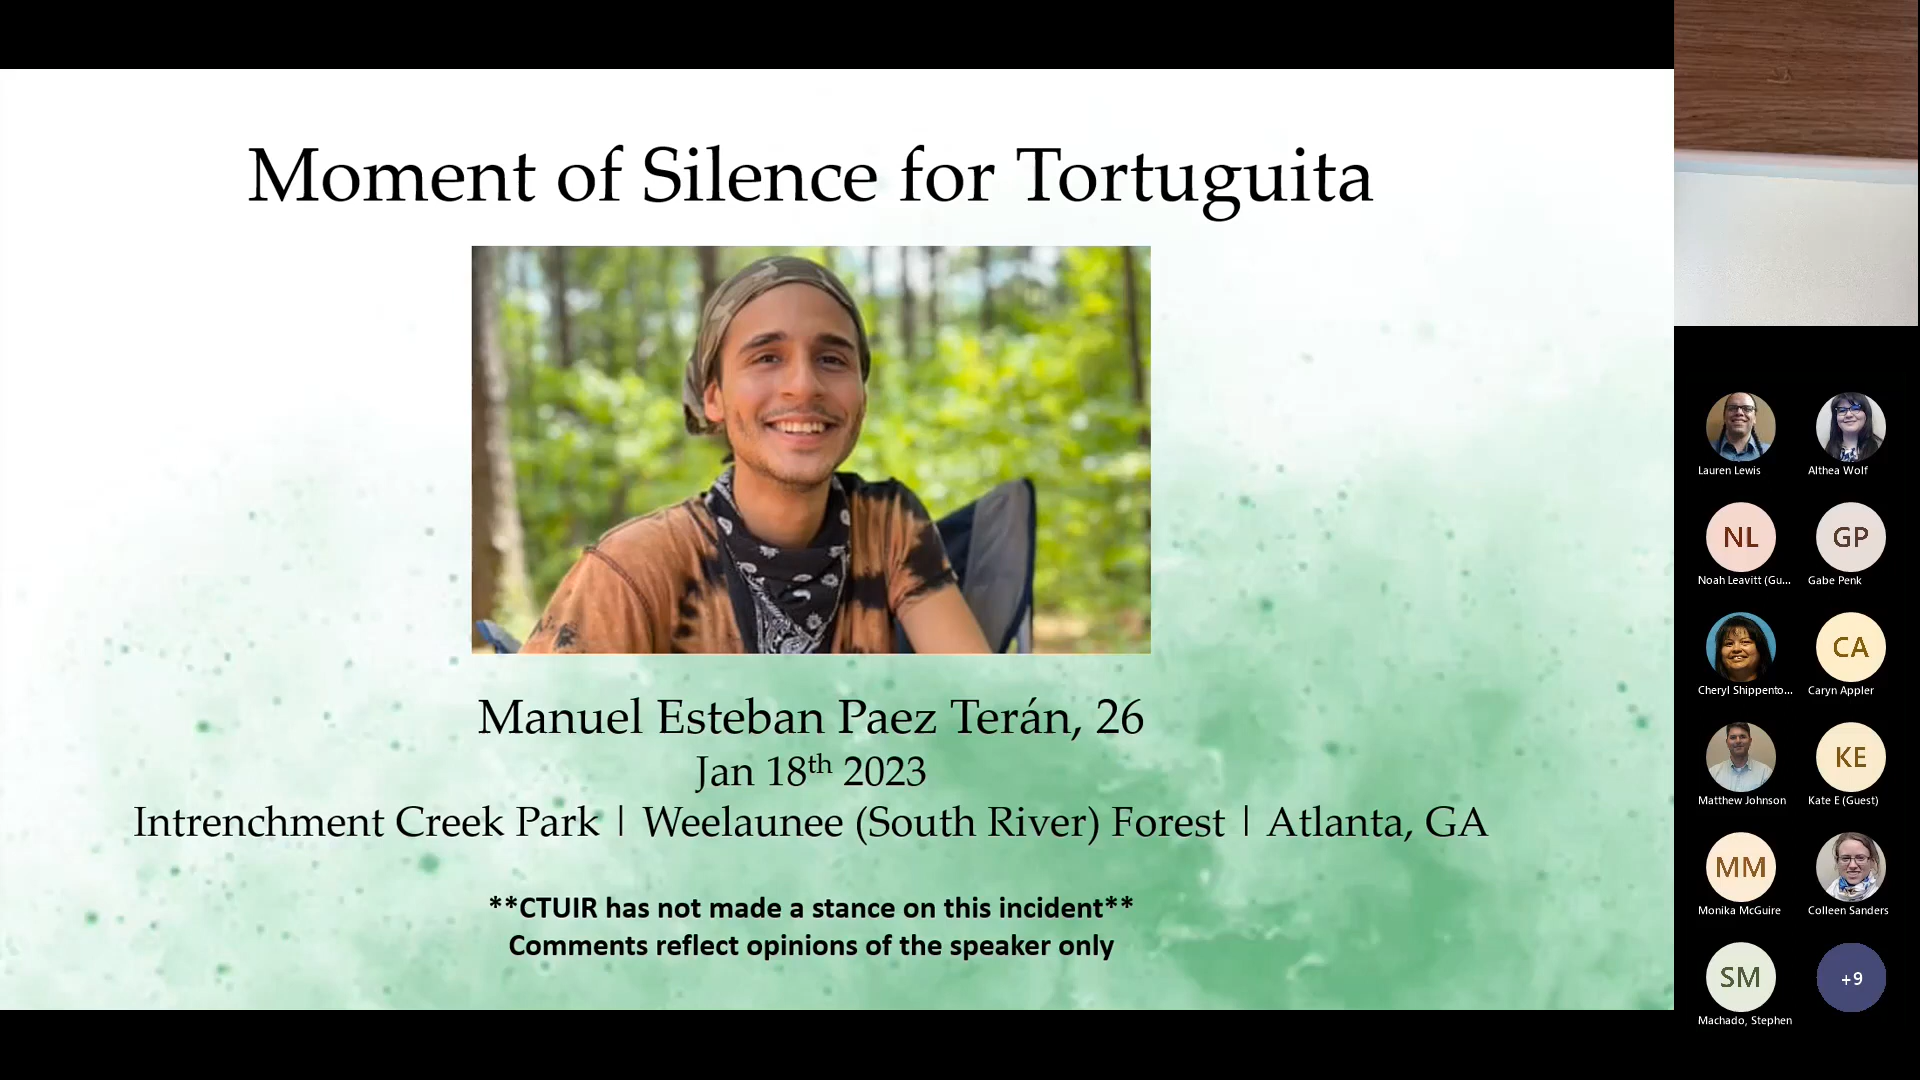 Moment of Silence for Tortuguita
Manuel Esteban Paez Terán, 26
Jan 18th 2023
Intrenchment Creek Park | Weelaunee (South River) Forest | Atlanta, GA
**CTUIR has not made a stance on this incident**
Comments reflect opinions of the speaker only
Lauren Lewis
Althea Wolf
NL
GP
Noah Leavitt (Gu...
Gabe Penk
CA
Cheryl Shippento...
Caryn Appler
KE
Matthew Johnson
Kate E (Guest)
MM
Monika McGuire
Colleen Sanders
SM
+9
Machado, Stephen